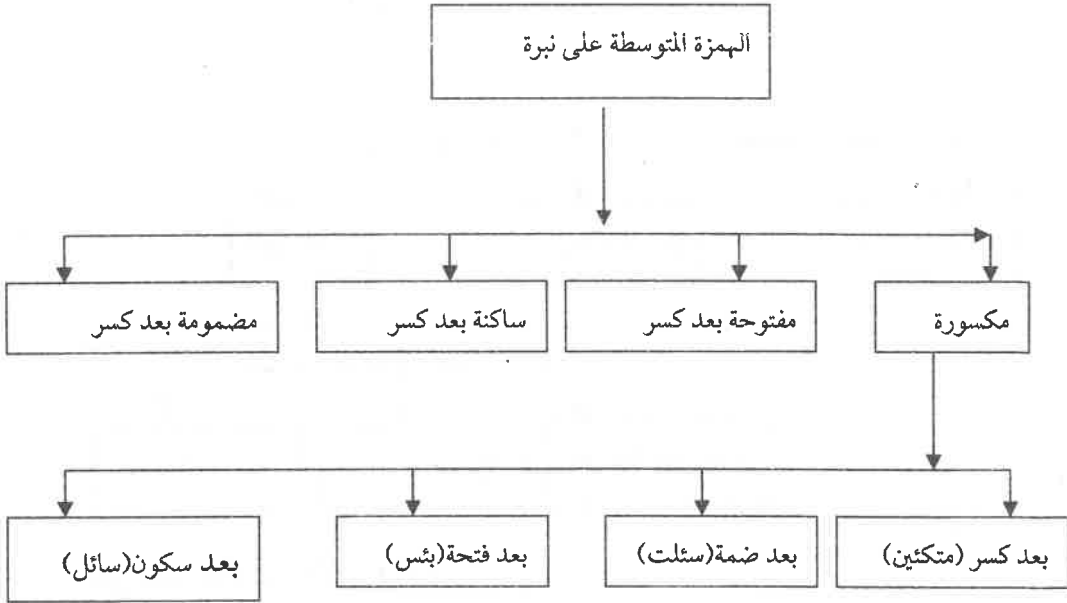 الهمزة المتوسطة على نبرة
مكسورة
مفتوحة بعد كسر
ساكنة بعد كسر
مضمومة بعد كسر
بعد كسر (متكئين)
بعد ضمة(سئلت)
بعد فتحة(بئس)
بعد سكون(سائل)